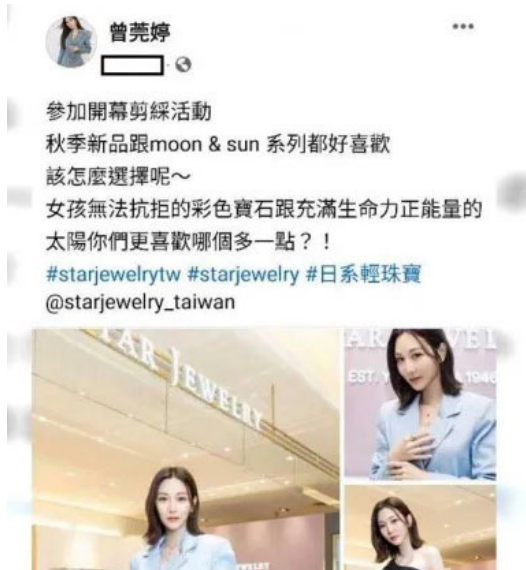 曾莞婷
參加開幕剪綵活動
秋季新品跟moon & sun 系列都好喜歡
該怎麼選擇呢～
女孩無法抗拒的彩色寶石跟充滿生命力正能量的
太陽你們更喜歡哪個多一點？！
#starjewelrytw #starjewelry #日系輕珠寶
@starjewelry_taiwan
TAR JEWELRY
AR
WEL
EST.
1946
WELRY